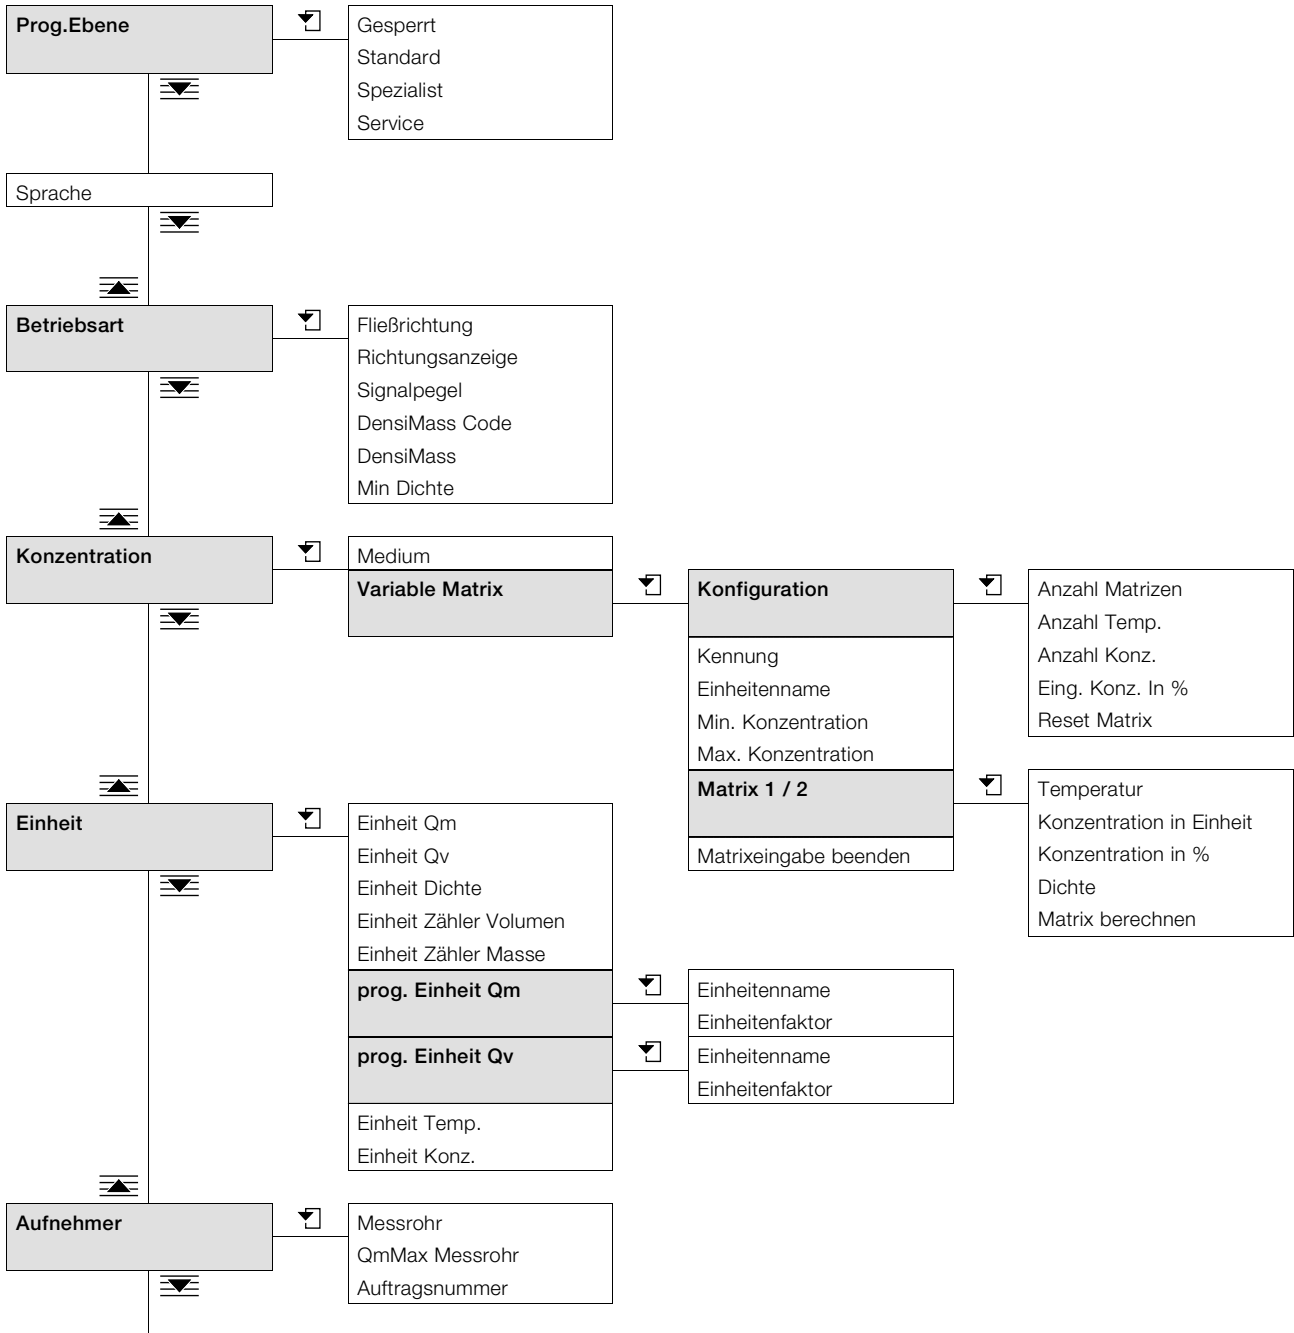 Prog.Ebene
Gesperrt
Standard
Spezialist
Service
Sprache
Betriebsart
Fließrichtung
Richtungsanzeige
Signalpegel
DensiMass Code
DensiMass
Min Dichte
Konzentration
Medium
Variable Matrix
Konfiguration
Anzahl Matrizen
Anzahl Temp.
Anzahl Konz.
Eing. Konz. In %
Reset Matrix
Kennung
Einheitenname
Min. Konzentration
Max. Konzentration
Matrix 1 / 2
Temperatur
Konzentration in Einheit
Konzentration in %
Dichte
Matrix berechnen
Matrixeingabe beenden
Einheit
Einheit Qm
Einheit Qv
Einheit Dichte
Einheit Zähler Volumen
Einheit Zähler Masse
prog. Einheit Qm
Einheitenname
Einheitenfaktor
prog. Einheit Qv
Einheitenname
Einheitenfaktor
Einheit Temp.
Einheit Konz.
Aufnehmer
Messrohr
QmMax Messrohr
Auftragsnummer